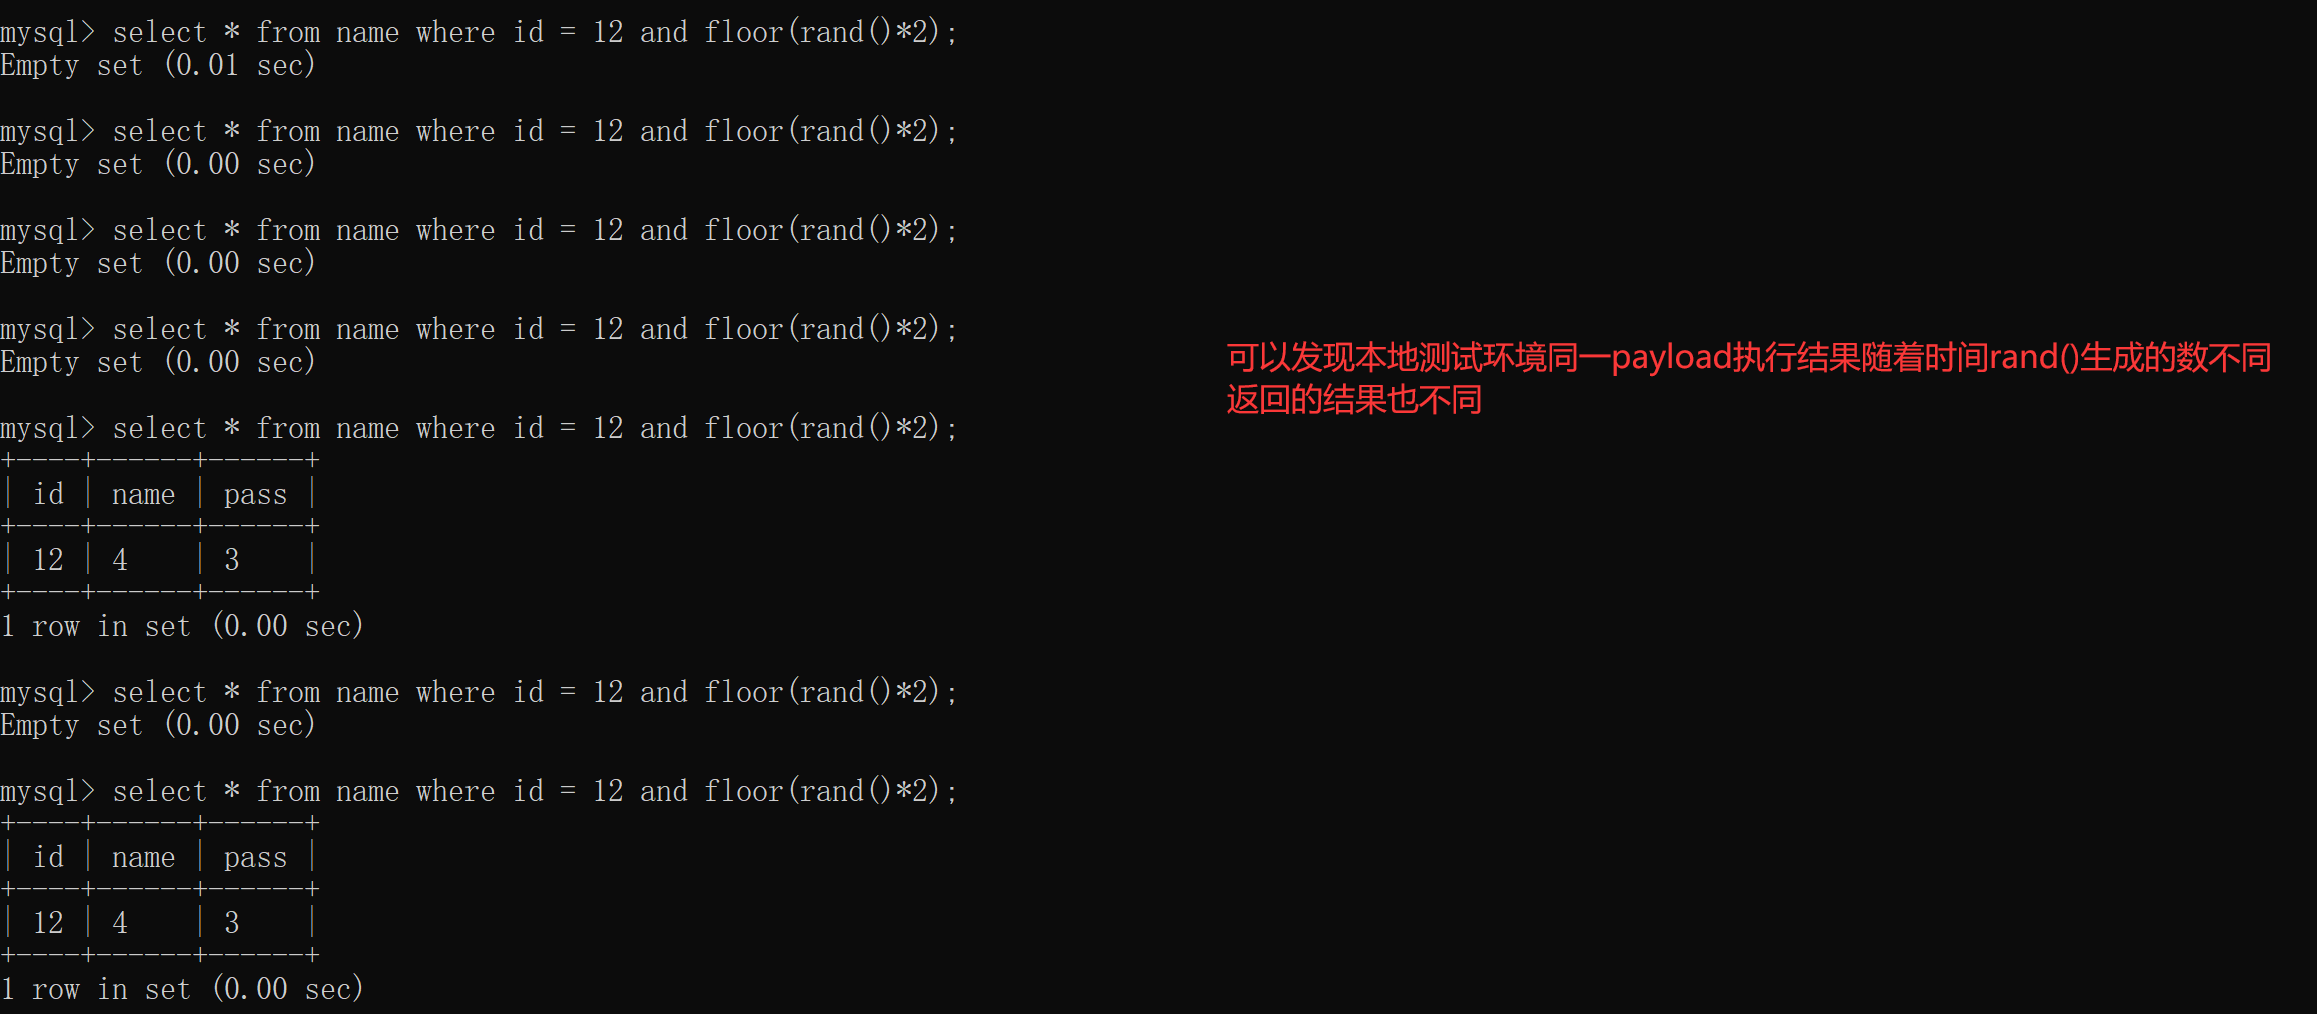 mysql> select * from name where id = 12 and floor(rand()*2);
Empty set (0.01 sec)
mysql> select * from name where id = 12 and floor(rand()*2);
Empty set (0.00 sec)
mysql> select * from name where id = 12 and floor(rand()*2);
Empty set (0.00 sec)
mysql> select * from name where id = 12 and floor(rand()*2);
Empty set (0.00 sec)
可以发现本地测试环境同一payload执行结果随着时间rand()生成的数不同
返回的结果也不同
mysql> select * from name where id = 12 and floor(rand()*2);
+----+------+------+
| id | name | pass |
+----+------+------+
| 12 | 4    | 3    |
+----+------+------+
1 row in set (0.00 sec)
mysql> select * from name where id = 12 and floor(rand()*2);
Empty set (0.00 sec)
mysql> select * from name where id = 12 and floor(rand()*2);
+----+------+------+
| id | name | pass |
+----+------+------+
| 12 | 4    | 3    |
+----+------+------+
1 row in set (0.00 sec)